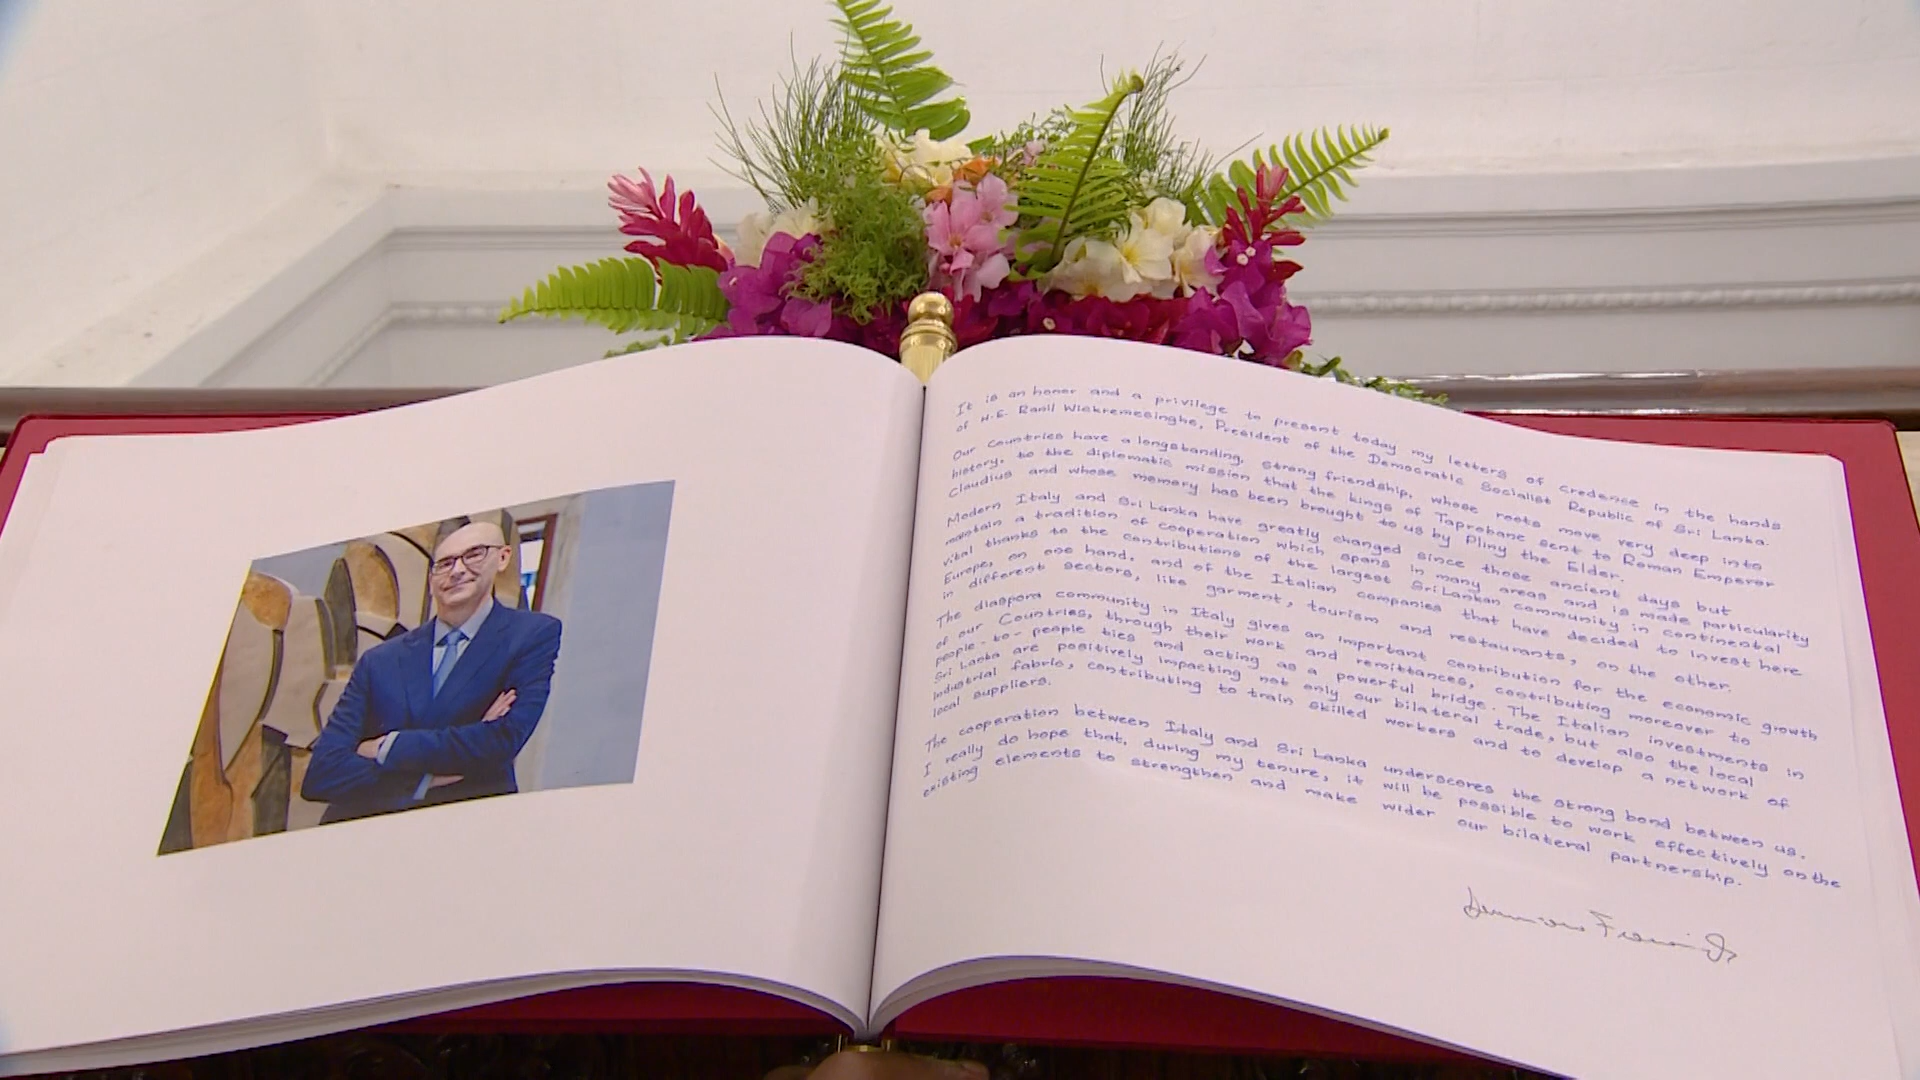 It is an honor and a privilege to present today my letters of credence in the hands
of H.E. Ranil Wickremesinghe, President of the Democratic Socialist Republic of Sri Lanka.
Our Countries have a longstanding, strong friendship, whose roots move very deep into
history, to the diplomatic mission that the kings of Taprobane sent to Roman Emperor
Claudius and whose memory has been brought to us by Pliny the Elder.
Modern Italy and Sri Lanka have greatly changed since those ancient days but
maintain a tradition of cooperation which spans in many areas and is made particularity
vital thanks to the contributions of the largest Sri Lankan community in continental
Europe, on one hand, and of the Italian companies that have decided to invest here
in different sectors, like garment, tourism and restaurants, on the other.
The diaspora community in Italy gives an important contribution for the economic growth
of our Countries, through their work and remittances, contributing moreover to
people-to-people ties and acting as a powerful bridge. The Italian investments in
Sri Lanka are positively impacting not only our bilateral trade, but also the local
industrial fabric, contributing to train skilled workers and to develop a network of
local suppliers.
The cooperation between Italy and Sri Lanka underscores the strong bond between us.
I really do hope that, during my tenure, it will be possible to work effectively on the
existing elements to strengthen and make wider our bilateral partnership.